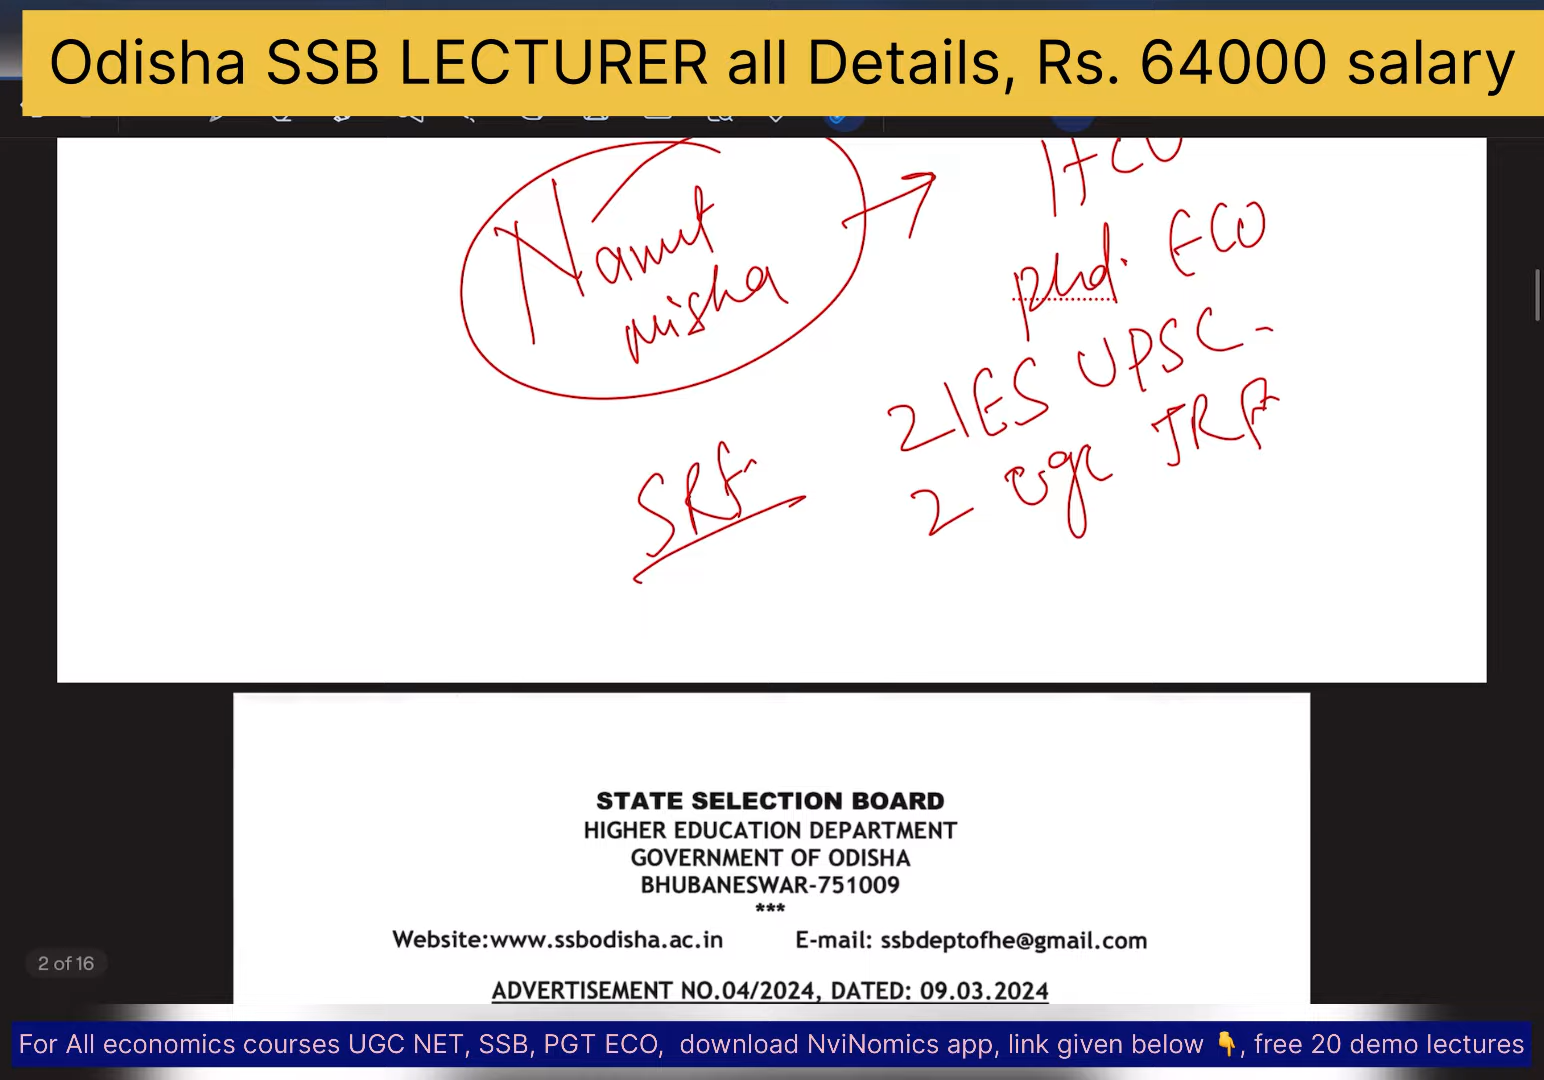 Odisha SSB LECTURER all Details, Rs. 64000 salary
Namit
misha
phd. ECO
2 IES UPSC -
2 ugc JRF
SRF
STATE SELECTION BOARD
HIGHER EDUCATION DEPARTMENT
GOVERNMENT OF ODISHA
BHUBANESWAR-751009
***
Website:www.ssbodisha.ac.in E-mail: ssbdeptofhe@gmail.com
2 of 16
ADVERTISEMENT NO.04/2024, DATED: 09.03.2024
For All economics courses UGC NET, SSB, PGT ECO, download NviNomics app, link given below 👇, free 20 demo lectures